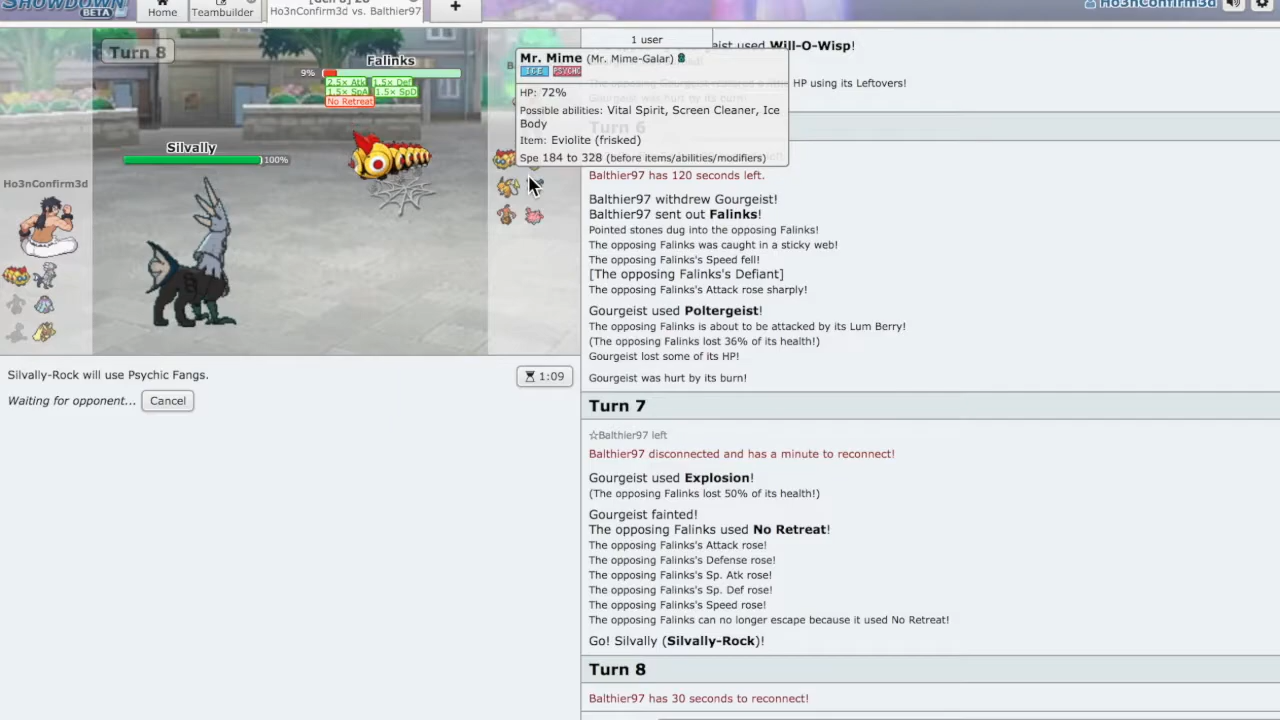 SHOWDOWN
BETA
Home
Teambuilder
Ho3nConfirm3d vs. Balthier97
+
Ho3nConfirm3d
Turn 8
Falinks
9%
2.5× Atk 1.5× Def
1.5× SpA 1.5× SpD
No Retreat
Silvally
100%
Ho3nConfirm3d
Silvally-Rock will use Psychic Fangs.
Waiting for opponent... Cancel
1:09
1 user
Mr. Mime (Mr. Mime-Galar)
ICE PSYCHC
HP: 72%
Possible abilities: Vital Spirit, Screen Cleaner, Ice
Body
Item: Eviolite (frisked)
Spe 184 to 328 (before items/abilities/modifiers)
eist used Will-O-Wisp!
HP using its Leftovers!
Turn 6
Balthier97 has 120 seconds left.
Balthier97 withdrew Gourgeist!
Balthier97 sent out Falinks!
Pointed stones dug into the opposing Falinks!
The opposing Falinks was caught in a sticky web!
The opposing Falinks's Speed fell!
[The opposing Falinks's Defiant]
The opposing Falinks's Attack rose sharply!
Gourgeist used Poltergeist!
The opposing Falinks is about to be attacked by its Lum Berry!
(The opposing Falinks lost 36% of its health!)
Gourgeist lost some of its HP!
Gourgeist was hurt by its burn!
Turn 7
☆Balthier97 left
Balthier97 disconnected and has a minute to reconnect!
Gourgeist used Explosion!
(The opposing Falinks lost 50% of its health!)
Gourgeist fainted!
The opposing Falinks used No Retreat!
The opposing Falinks's Attack rose!
The opposing Falinks's Defense rose!
The opposing Falinks's Sp. Atk rose!
The opposing Falinks's Sp. Def rose!
The opposing Falinks's Speed rose!
The opposing Falinks can no longer escape because it used No Retreat!
Go! Silvally (Silvally-Rock)!
Turn 8
Balthier97 has 30 seconds to reconnect!